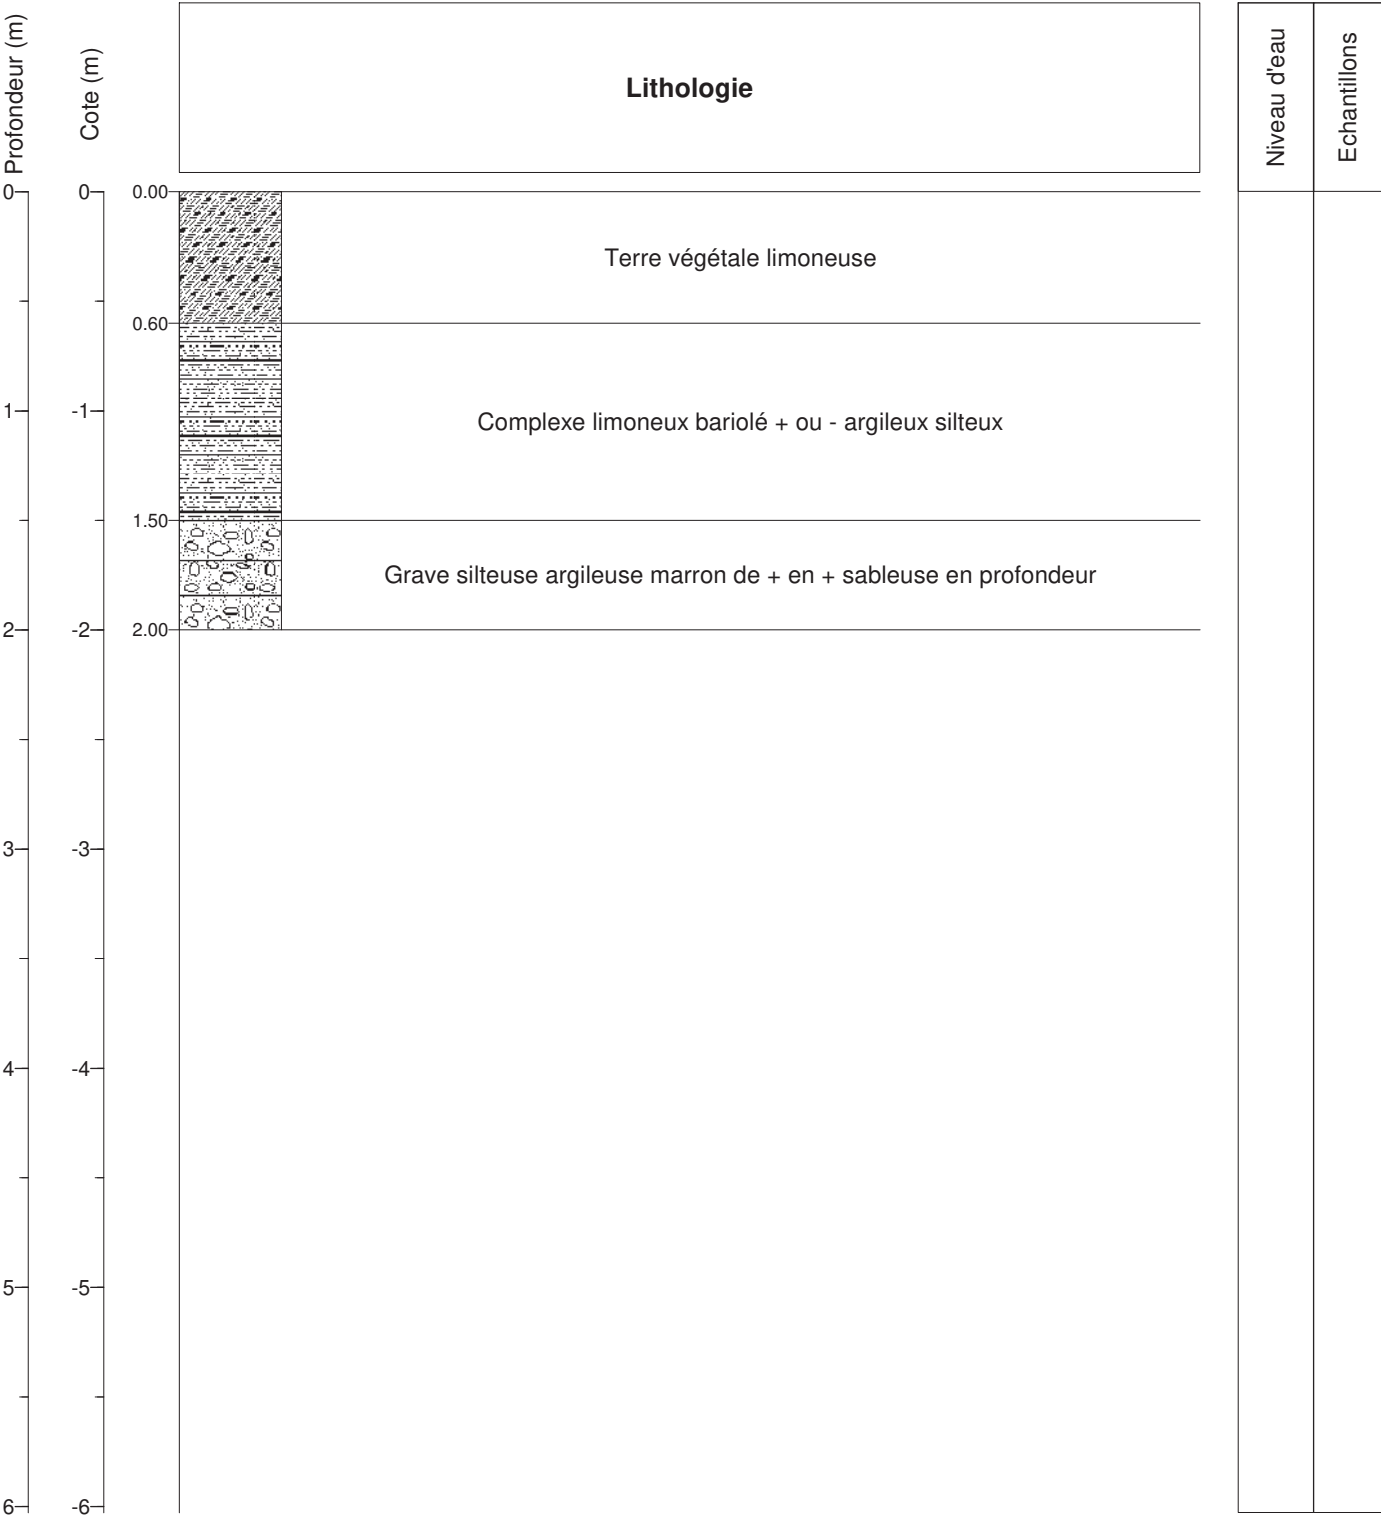 Profondeur (m)
Cote (m)
Lithologie
Niveau d'eau
Echantillons
0
0
0.00
Terre végétale limoneuse
0.60
1
-1
Complexe limoneux bariolé + ou - argileux silteux
1.50
Grave silteuse argileuse marron de + en + sableuse en profondeur
2
-2
2.00
3
-3
4
-4
5
-5
6
-6